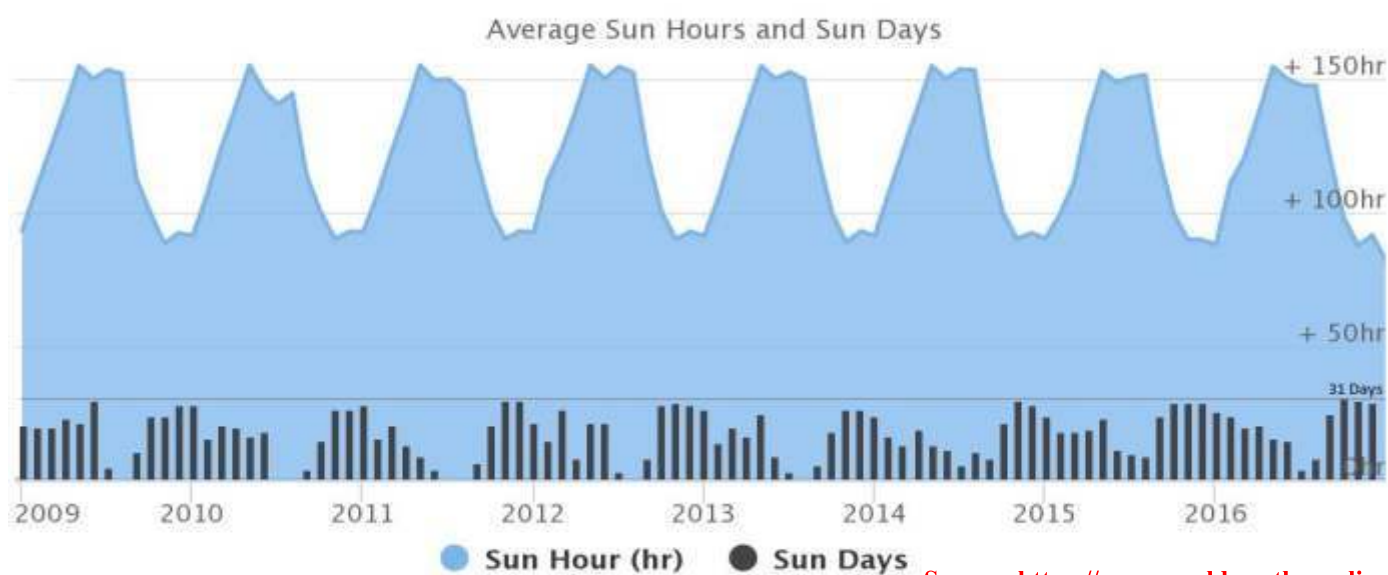 Average Sun Hours and Sun Days
+ 150hr
+ 100hr
+ 50hr
31 Days
0hr
2009 2010 2011 2012 2013 2014 2015 2016
Sun Hour (hr) Sun Days